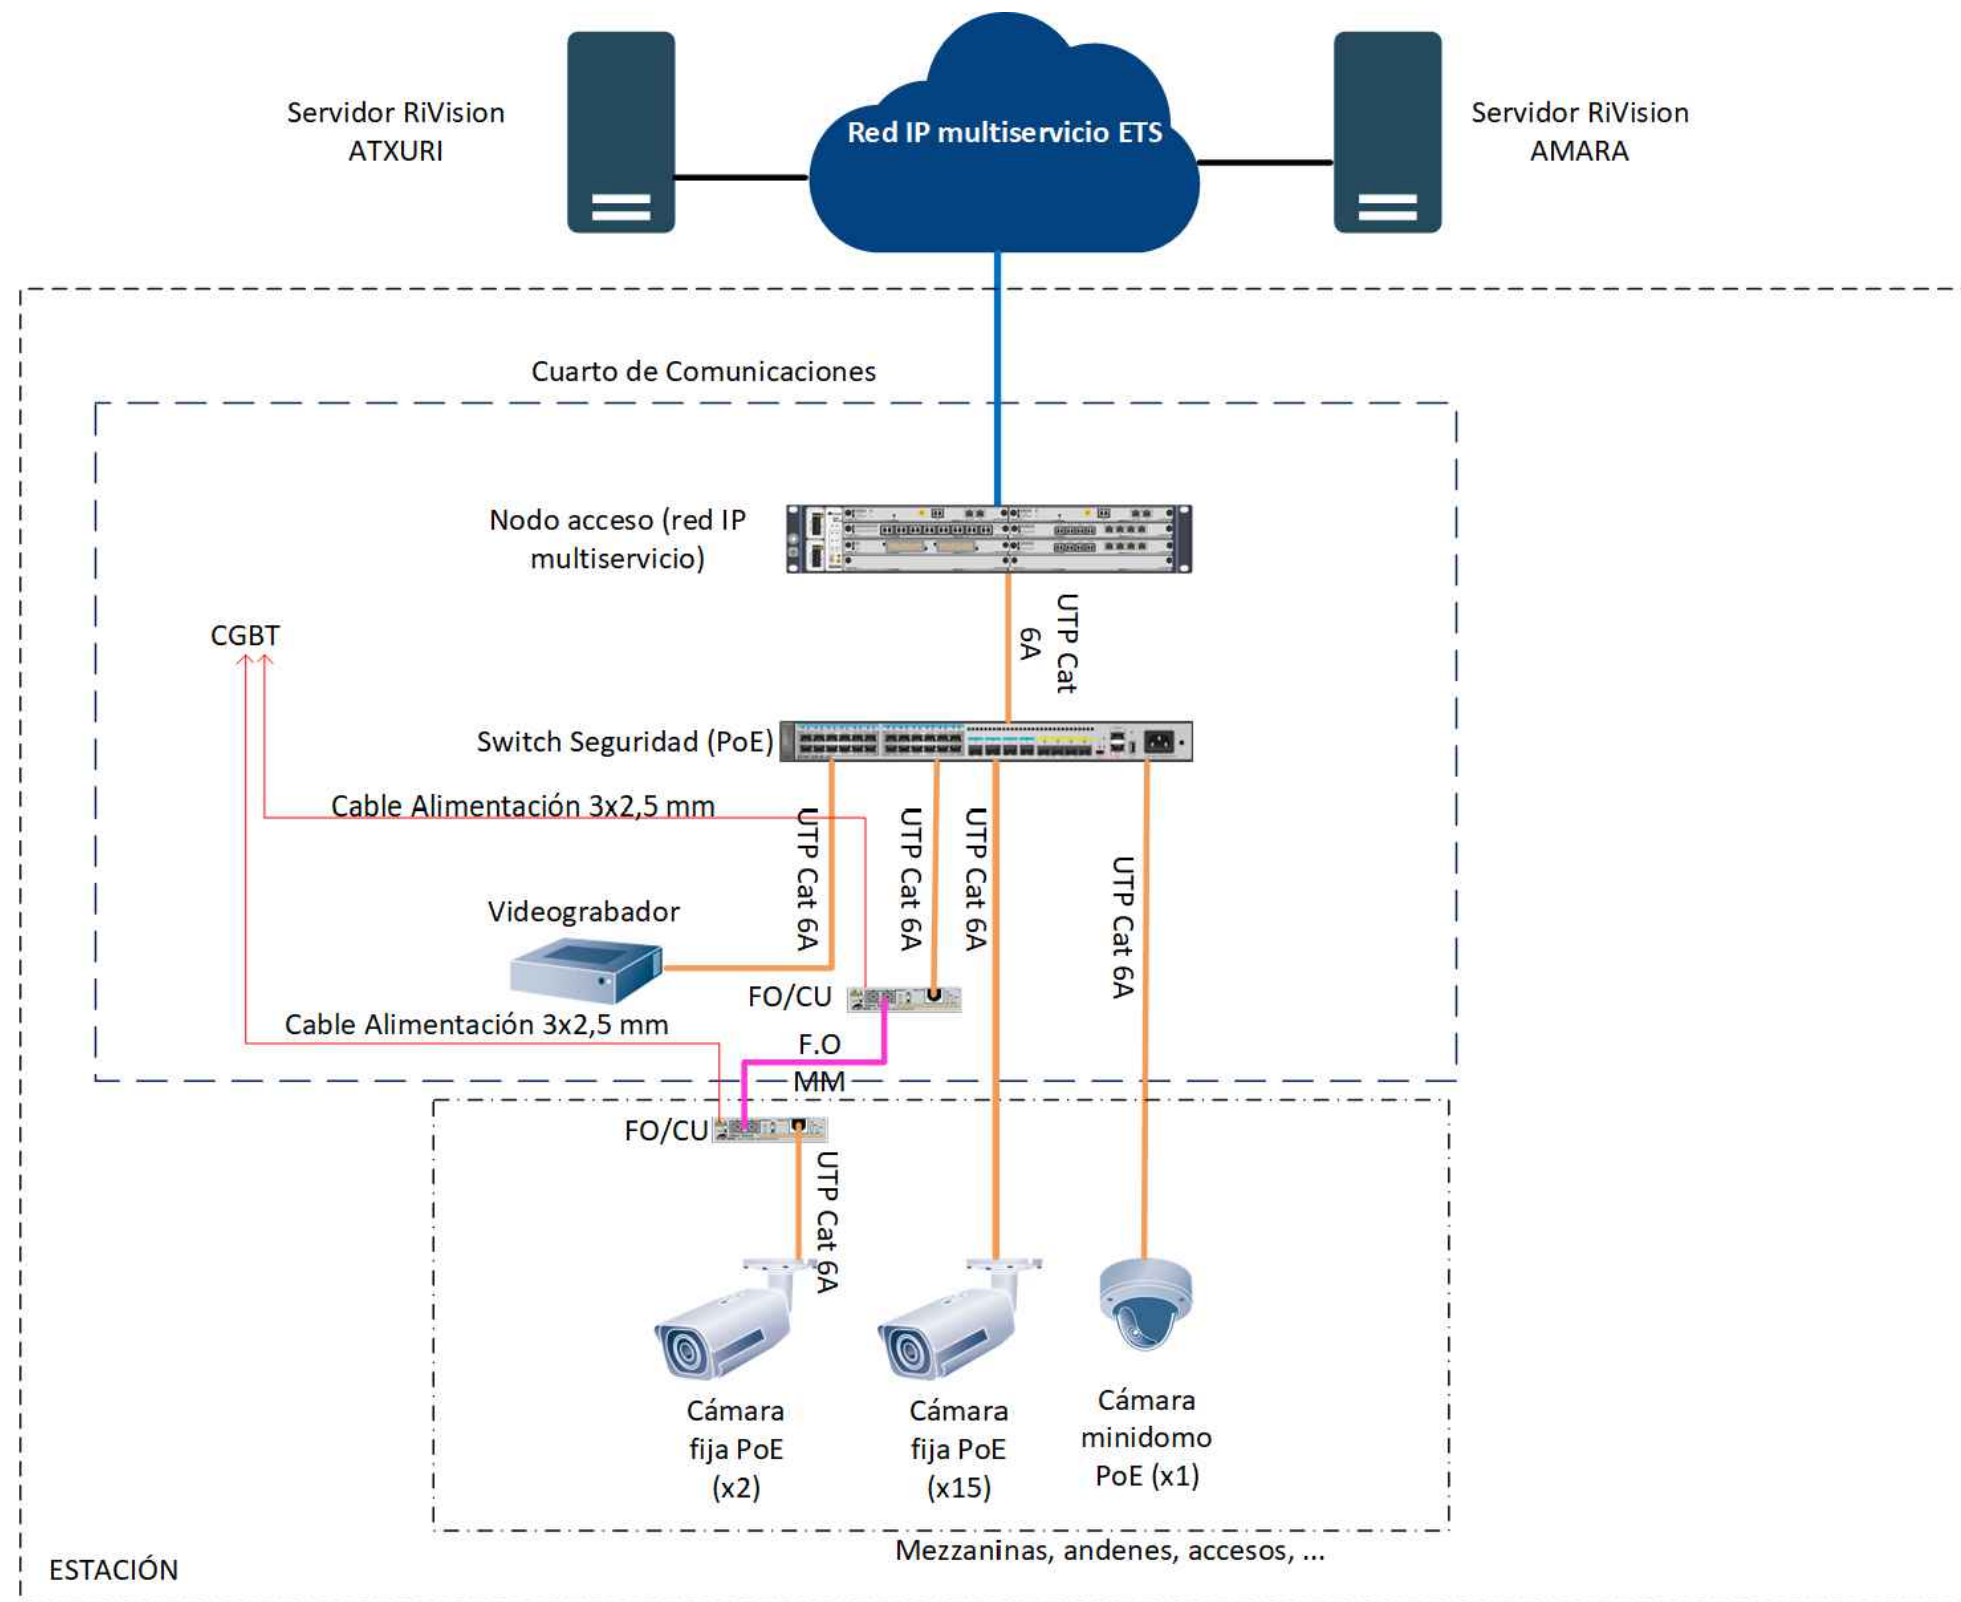 Servidor RiVision
ATXURI
Red IP multiservicio ETS
Servidor RiVision
AMARA
Cuarto de Comunicaciones
Nodo acceso (red IP
multiservicio)
UTP Cat
6A
CGBT
Switch Seguridad (PoE)
Cable Alimentación 3x2,5 mm
UTP Cat 6A
UTP Cat 6A
UTP Cat 6A
UTP Cat 6A
Videograbador
FO/CU
Cable Alimentación 3x2,5 mm
F.O
MM
FO/CU
UTP Cat 6A
Cámara
fija PoE
(x2)
Cámara
fija PoE
(x15)
Cámara
minidomo
PoE (x1)
Mezzaninas, andenes, accesos, ...
ESTACIÓN